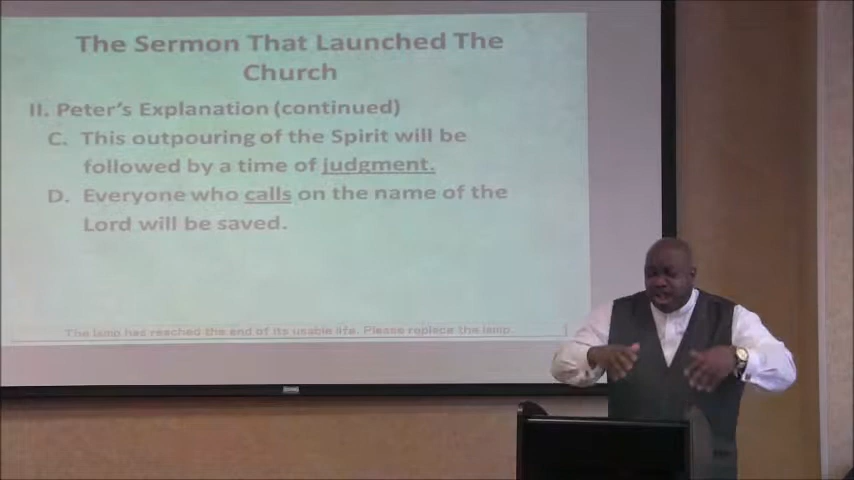 The Sermon That Launched The
Church
II. Peter's Explanation (continued)
C. This outpouring of the Spirit will be
followed by a time of judgment.
D. Everyone who calls on the name of the
Lord will be saved.
The lamp has reached the end of its usable life. Please replace the lamp.